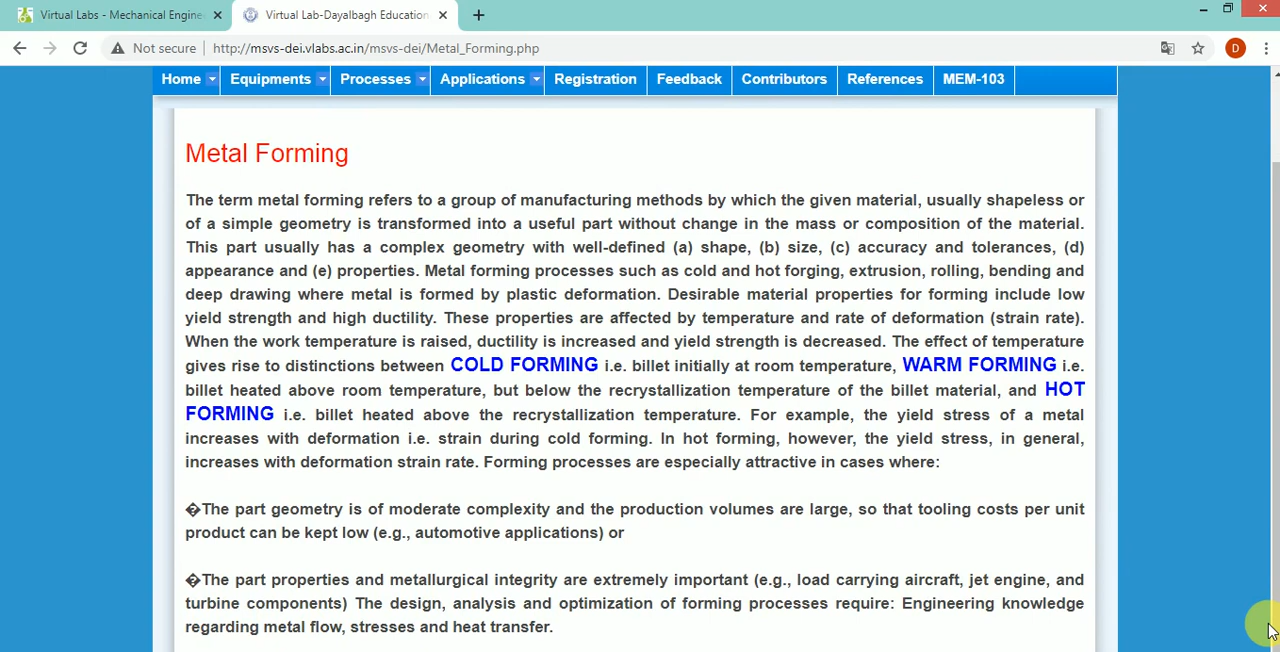 Virtual Labs - Mechanical Engine
Virtual Lab-Dayalbagh Education
Not secure
http://msvs-dei.vlabs.ac.in/msvs-dei/Metal_Forming.php
D
Home Equipments Processes Applications Registration Feedback Contributors References MEM-103
Metal Forming
The term metal forming refers to a group of manufacturing methods by which the given material, usually shapeless or
of a simple geometry is transformed into a useful part without change in the mass or composition of the material.
This part usually has a complex geometry with well-defined (a) shape, (b) size, (c) accuracy and tolerances, (d)
appearance and (e) properties. Metal forming processes such as cold and hot forging, extrusion, rolling, bending and
deep drawing where metal is formed by plastic deformation. Desirable material properties for forming include low
yield strength and high ductility. These properties are affected by temperature and rate of deformation (strain rate).
When the work temperature is raised, ductility is increased and yield strength is decreased. The effect of temperature
gives rise to distinctions between COLD FORMING i.e. billet initially at room temperature, WARM FORMING i.e.
billet heated above room temperature, but below the recrystallization temperature of the billet material, and HOT
FORMING i.e. billet heated above the recrystallization temperature. For example, the yield stress of a metal
increases with deformation i.e. strain during cold forming. In hot forming, however, the yield stress, in general,
increases with deformation strain rate. Forming processes are especially attractive in cases where:
�The part geometry is of moderate complexity and the production volumes are large, so that tooling costs per unit
product can be kept low (e.g., automotive applications) or
�The part properties and metallurgical integrity are extremely important (e.g., load carrying aircraft, jet engine, and
turbine components) The design, analysis and optimization of forming processes require: Engineering knowledge
regarding metal flow, stresses and heat transfer.